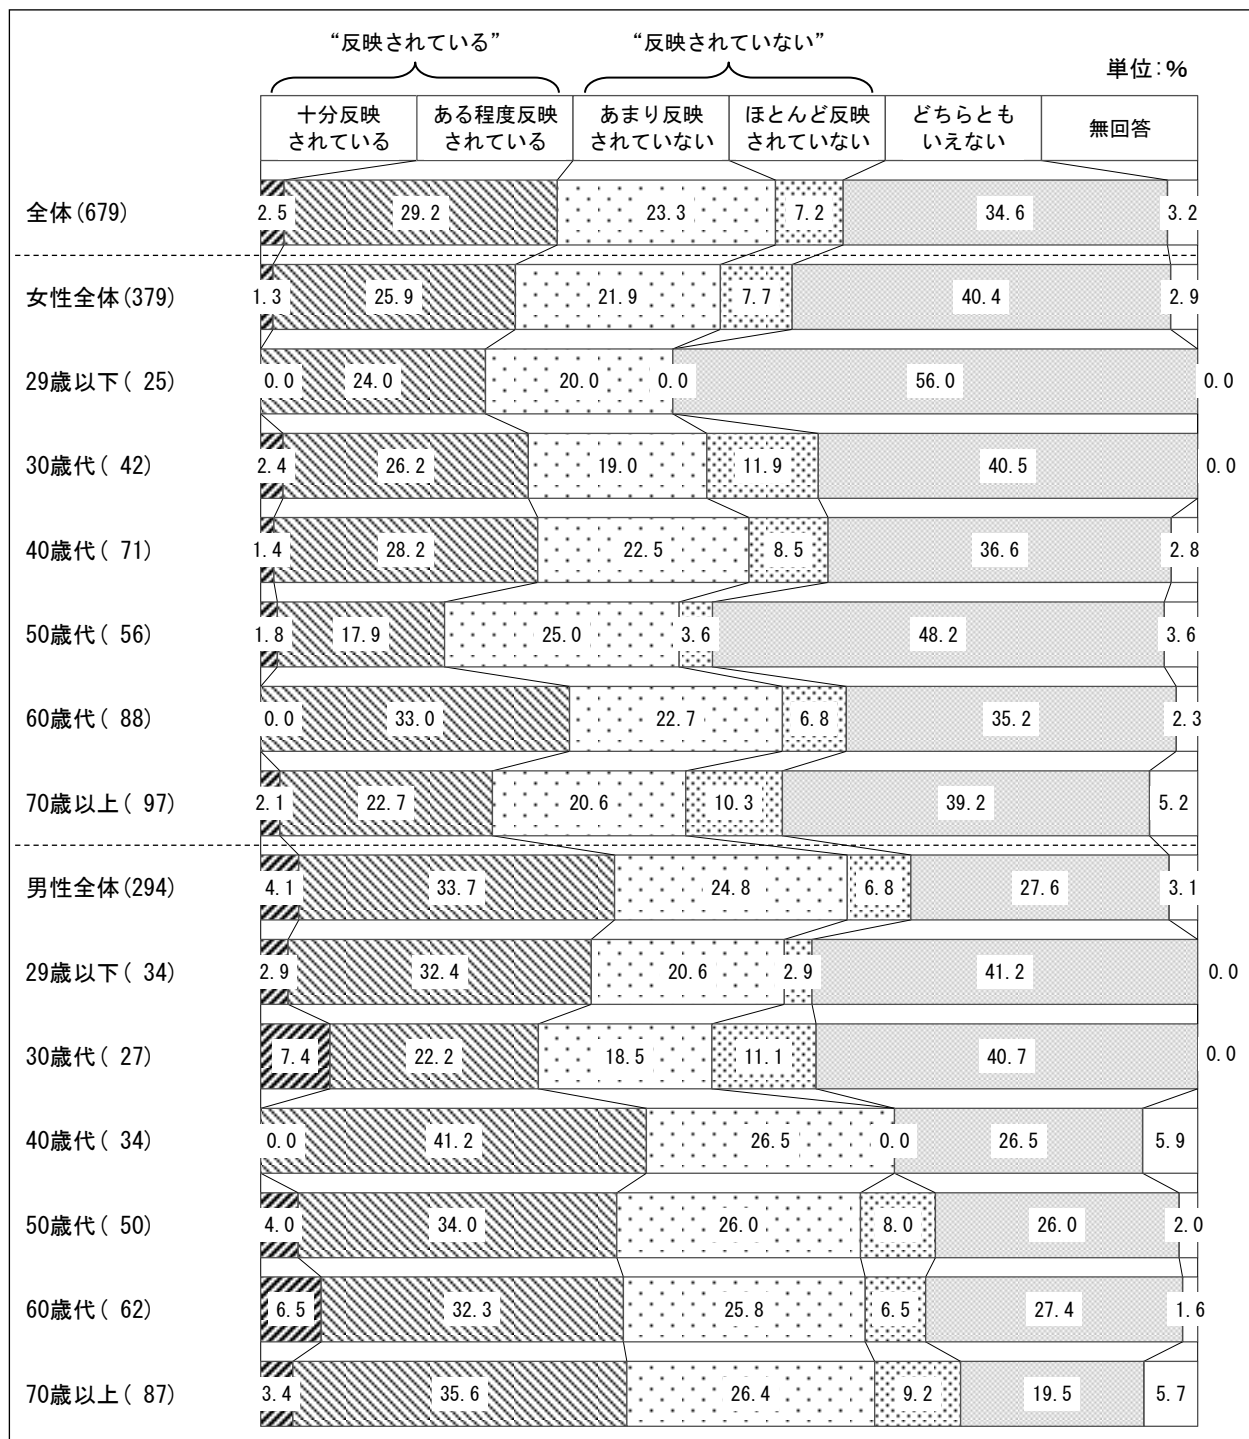 “反映されている” “反映されていない”
単位：％
十分反映
されている
ある程度反映
されている
あまり反映
されていない
ほとんど反映
されていない
どちらとも
いえない
無回答
全体(679) 2.5 29.2 23.3 7.2 34.6 3.2
女性全体(379) 1.3 25.9 21.9 7.7 40.4 2.9
29歳以下( 25) 0.0 24.0 20.0 0.0 56.0 0.0
30歳代( 42) 2.4 26.2 19.0 11.9 40.5 0.0
40歳代( 71) 1.4 28.2 22.5 8.5 36.6 2.8
50歳代( 56) 1.8 17.9 25.0 3.6 48.2 3.6
60歳代( 88) 0.0 33.0 22.7 6.8 35.2 2.3
70歳以上( 97) 2.1 22.7 20.6 10.3 39.2 5.2
男性全体(294) 4.1 33.7 24.8 6.8 27.6 3.1
29歳以下( 34) 2.9 32.4 20.6 2.9 41.2 0.0
30歳代( 27) 7.4 22.2 18.5 11.1 40.7 0.0
40歳代( 34) 0.0 41.2 26.5 0.0 26.5 5.9
50歳代( 50) 4.0 34.0 26.0 8.0 26.0 2.0
60歳代( 62) 6.5 32.3 25.8 6.5 27.4 1.6
70歳以上( 87) 3.4 35.6 26.4 9.2 19.5 5.7